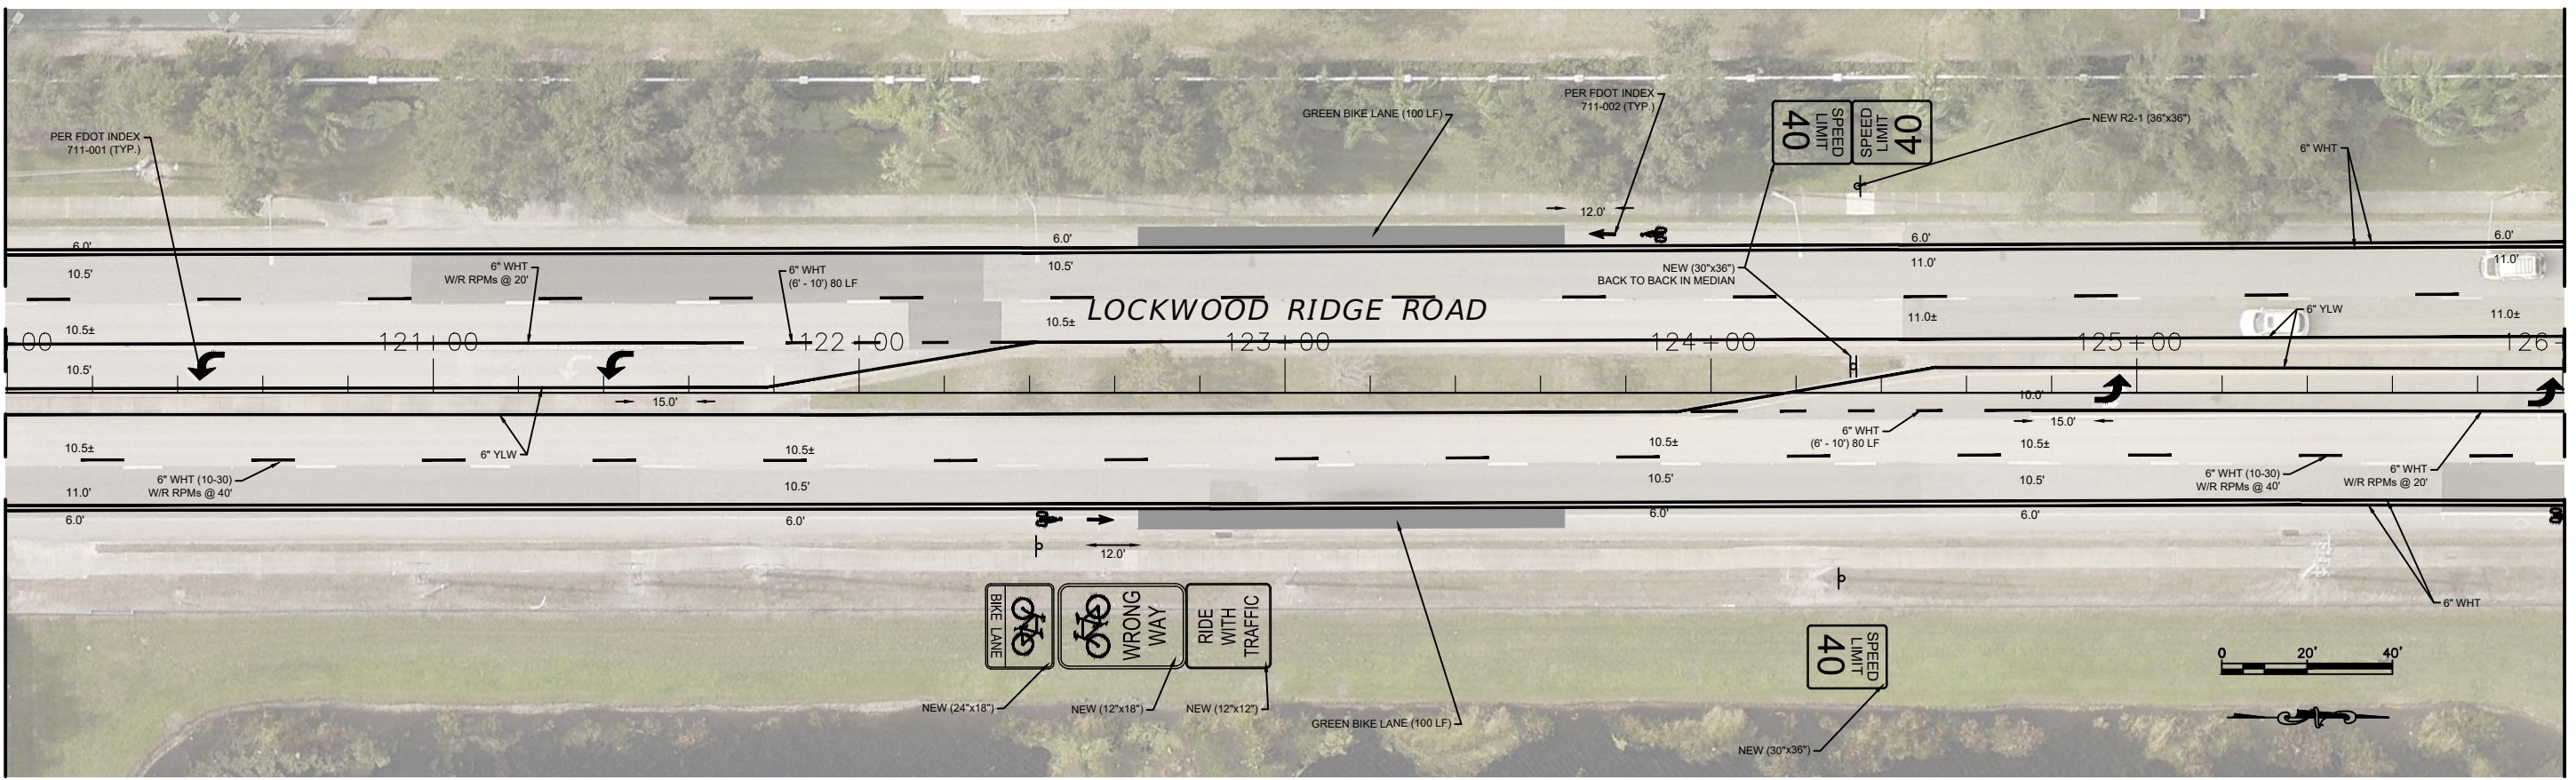 PER FDOT INDEX
711-001 (TYP.)
GREEN BIKE LANE (100 LF)
PER FDOT INDEX
711-002 (TYP.)
SPEED
LIMIT
40
SPEED
LIMIT
40
NEW R2-1 (36"x36")
6" WHT
12.0'
6.0'
6.0'
6.0'
6.0'
10.5'
10.5'
11.0'
11.0'
6" WHT
W/R RPMs @ 20'
6" WHT
(6' - 10') 80 LF
NEW (30"x36")
BACK TO BACK IN MEDIAN
LOCKWOOD RIDGE ROAD
6" YLW
10.5±
10.5±
11.0±
11.0±
00
121+00
122+00
123+00
124+00
125+00
126+
10.5'
15.0'
10.0'
15.0'
6" WHT
(6' - 10') 80 LF
10.5±
10.5±
10.5±
10.5±
6" YLW
6" WHT (10-30)
W/R RPMs @ 40'
6" WHT (10-30)
W/R RPMs @ 40'
6" WHT
W/R RPMs @ 20'
11.0'
10.5'
10.5'
10.5'
6.0'
6.0'
6.0'
6.0'
12.0'
BIKE LANE
WRONG
WAY
RIDE
WITH
TRAFFIC
6" WHT
SPEED
LIMIT
40
0 20' 40'
NEW (24"x18")
NEW (12"x18")
NEW (12"x12")
GREEN BIKE LANE (100 LF)
NEW (30"x36")